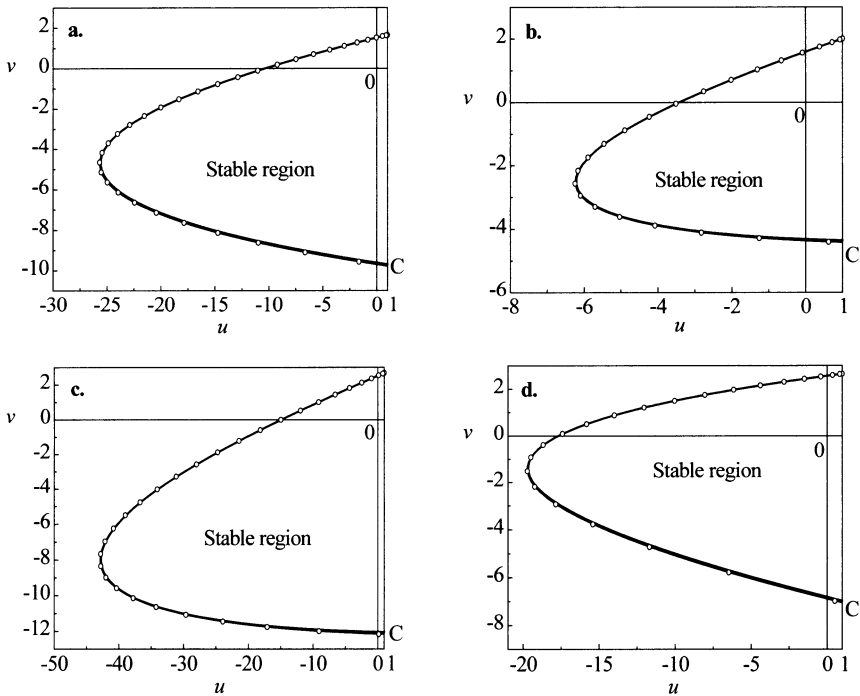 a.
2
0
-2
-4
-6
-8
-10
v
0
Stable region
C
-30 -25 -20 -15 -10 -5 0 1
u
b.
2
0
-2
-4
-6
v
0
Stable region
C
-8 -6 -4 -2 0 1
u
c.
2
0
-2
-4
-6
-8
-10
-12
v
0
Stable region
C
-50 -40 -30 -20 -10 0 1
u
d.
2
0
-2
-4
-6
-8
v
0
Stable region
C
-20 -15 -10 -5 0 1
u